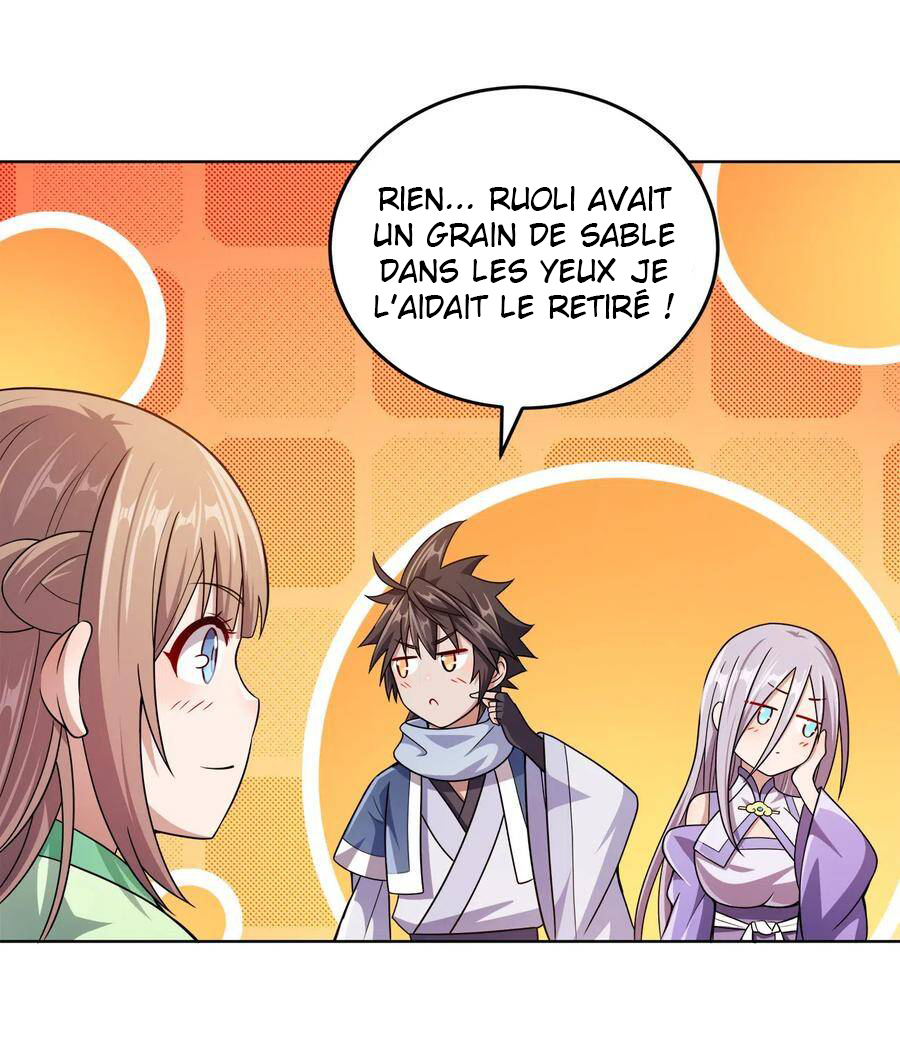 RIEN... RUOLI AVAIT
UN GRAIN DE SABLE
DANS LES YEUX JE
L'AIDAIT LE RETIRÉ !